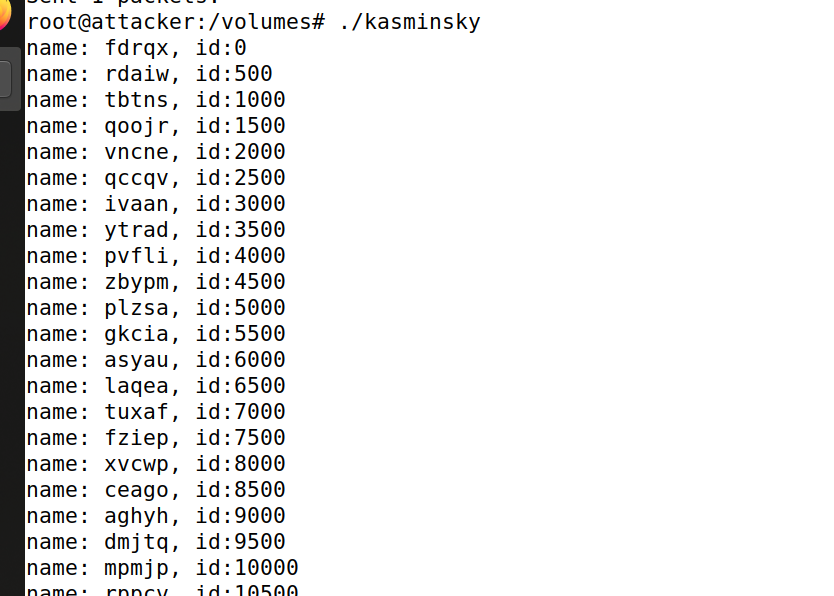 Sent 1 packets.
root@attacker:/volumes# ./kasminsky
name: fdrqx, id:0
name: rdaiw, id:500
name: tbtns, id:1000
name: qoojr, id:1500
name: vncne, id:2000
name: qccqv, id:2500
name: ivaan, id:3000
name: ytrad, id:3500
name: pvfli, id:4000
name: zbypm, id:4500
name: plzsa, id:5000
name: gkcia, id:5500
name: asyau, id:6000
name: laqea, id:6500
name: tuxaf, id:7000
name: fziep, id:7500
name: xvcwp, id:8000
name: ceago, id:8500
name: aghyh, id:9000
name: dmjtq, id:9500
name: mpmjp, id:10000
name: id:10500